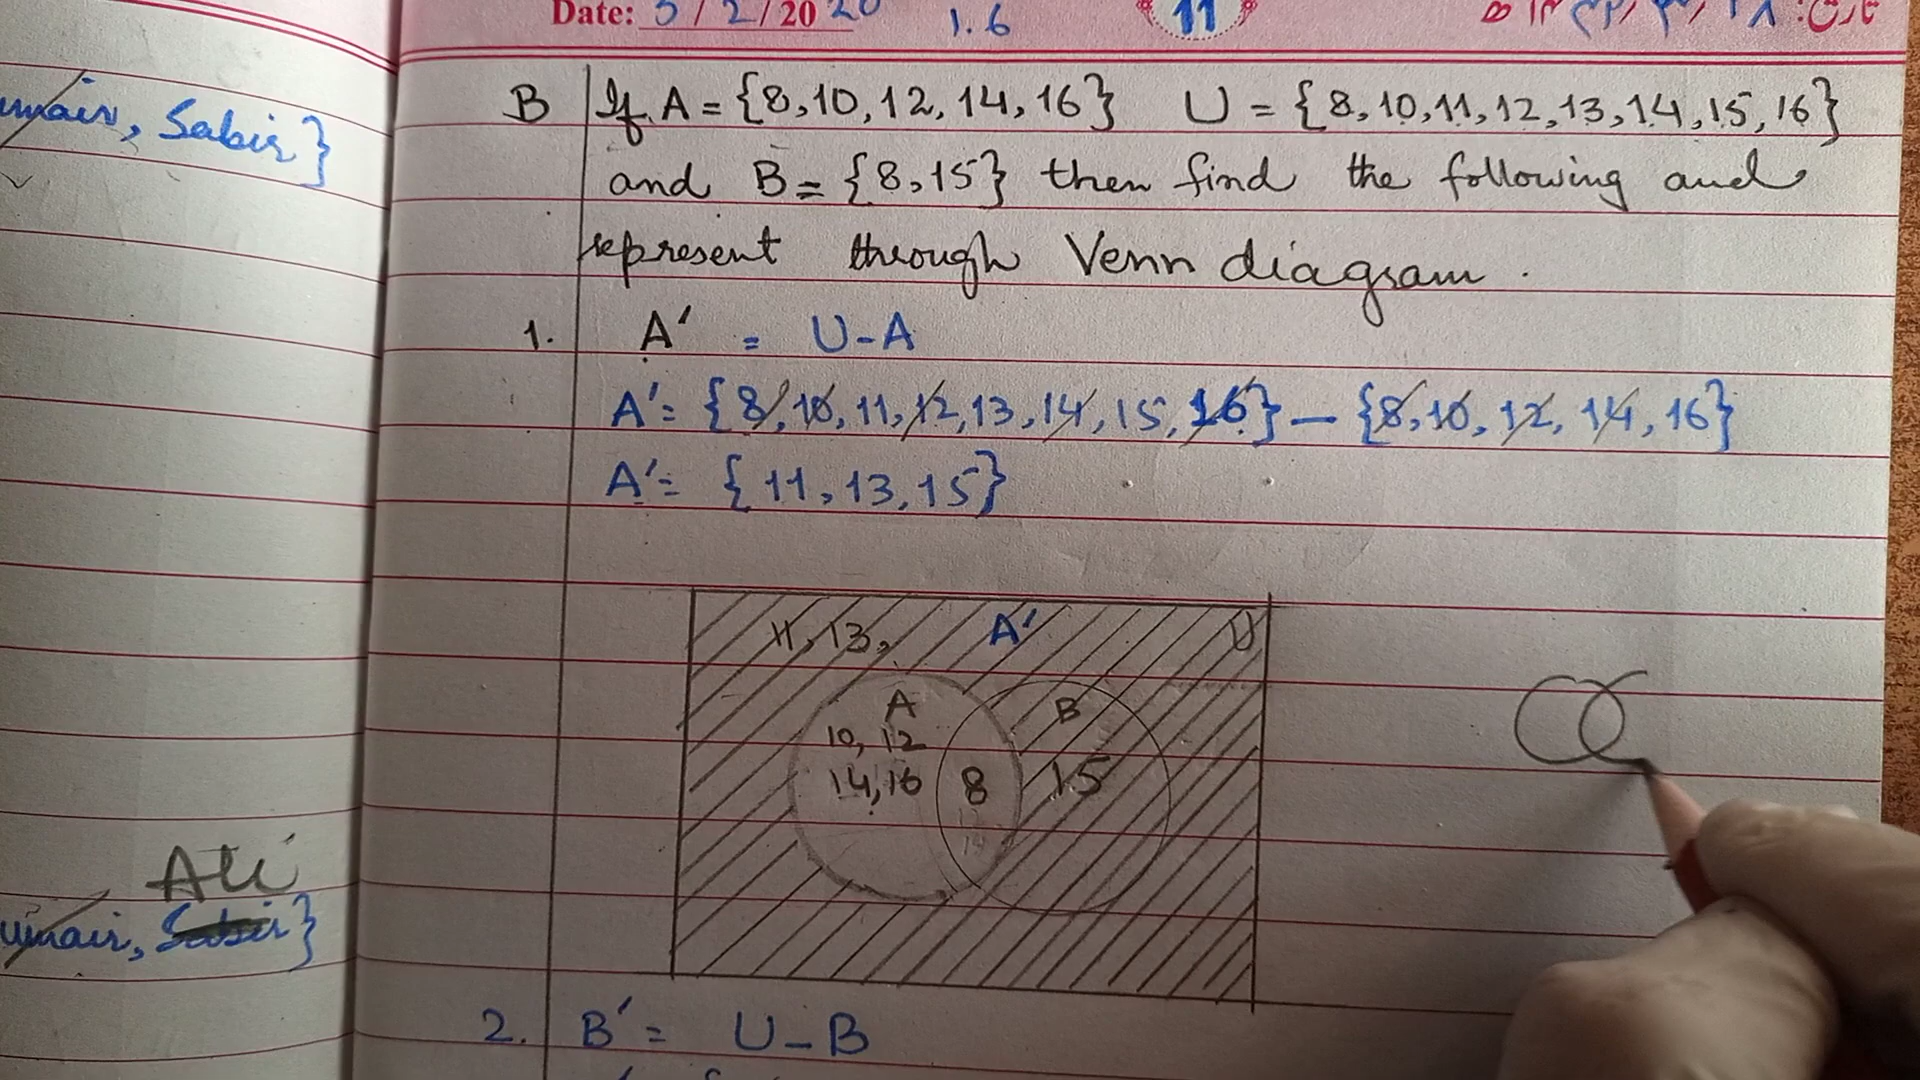 Date: 3/2/2020
1.6
11
تاریخ:
umair, Sabir}
B If A = {8,10,12,14,16} U = {8,10,11,12,13,14,15,16}
and B = {8,15} then find the following and
represent through Venn diagram.
1. A' = U-A
A' = {8,10,11,12,13,14,15,16} - {8,10,12,14,16}
A' = {11,13,15}
11,13, A' U
A B
10, 12
14,16 8 15
Ali
umair, Sabir}
2. B' = U-B